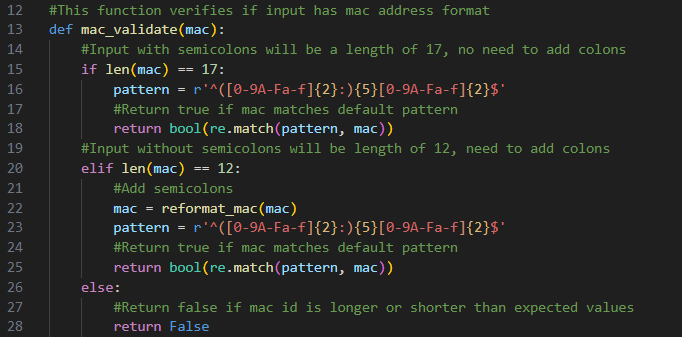 12 #This function verifies if input has mac address format
13 def mac_validate(mac):
14     #Input with semicolons will be a length of 17, no need to add colons
15     if len(mac) == 17:
16         pattern = r'^([0-9A-Fa-f]{2}:){5}[0-9A-Fa-f]{2}$'
17         #Return true if mac matches default pattern
18         return bool(re.match(pattern, mac))
19     #Input without semicolons will be length of 12, need to add colons
20     elif len(mac) == 12:
21         #Add semicolons
22         mac = reformat_mac(mac)
23         pattern = r'^([0-9A-Fa-f]{2}:){5}[0-9A-Fa-f]{2}$'
24         #Return true if mac matches default pattern
25         return bool(re.match(pattern, mac))
26     else:
27         #Return false if mac id is longer or shorter than expected values
28         return False